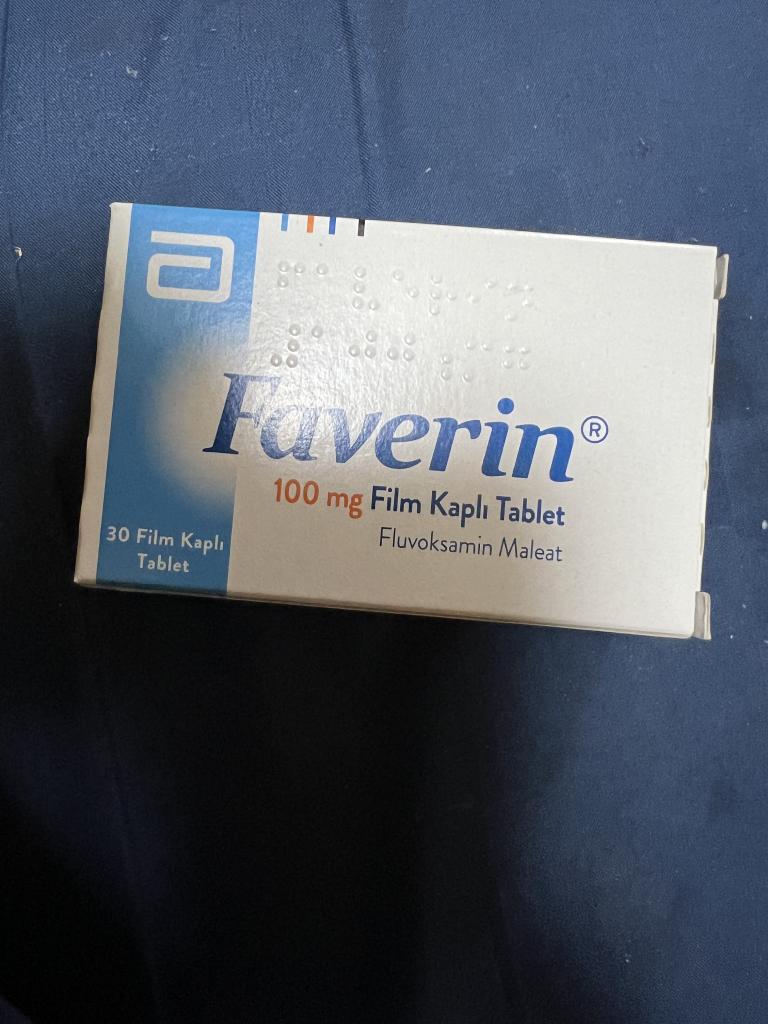 Faverin®
100 mg Film Kaplı Tablet
Fluvoksamin Maleat
30 Film Kaplı
Tablet